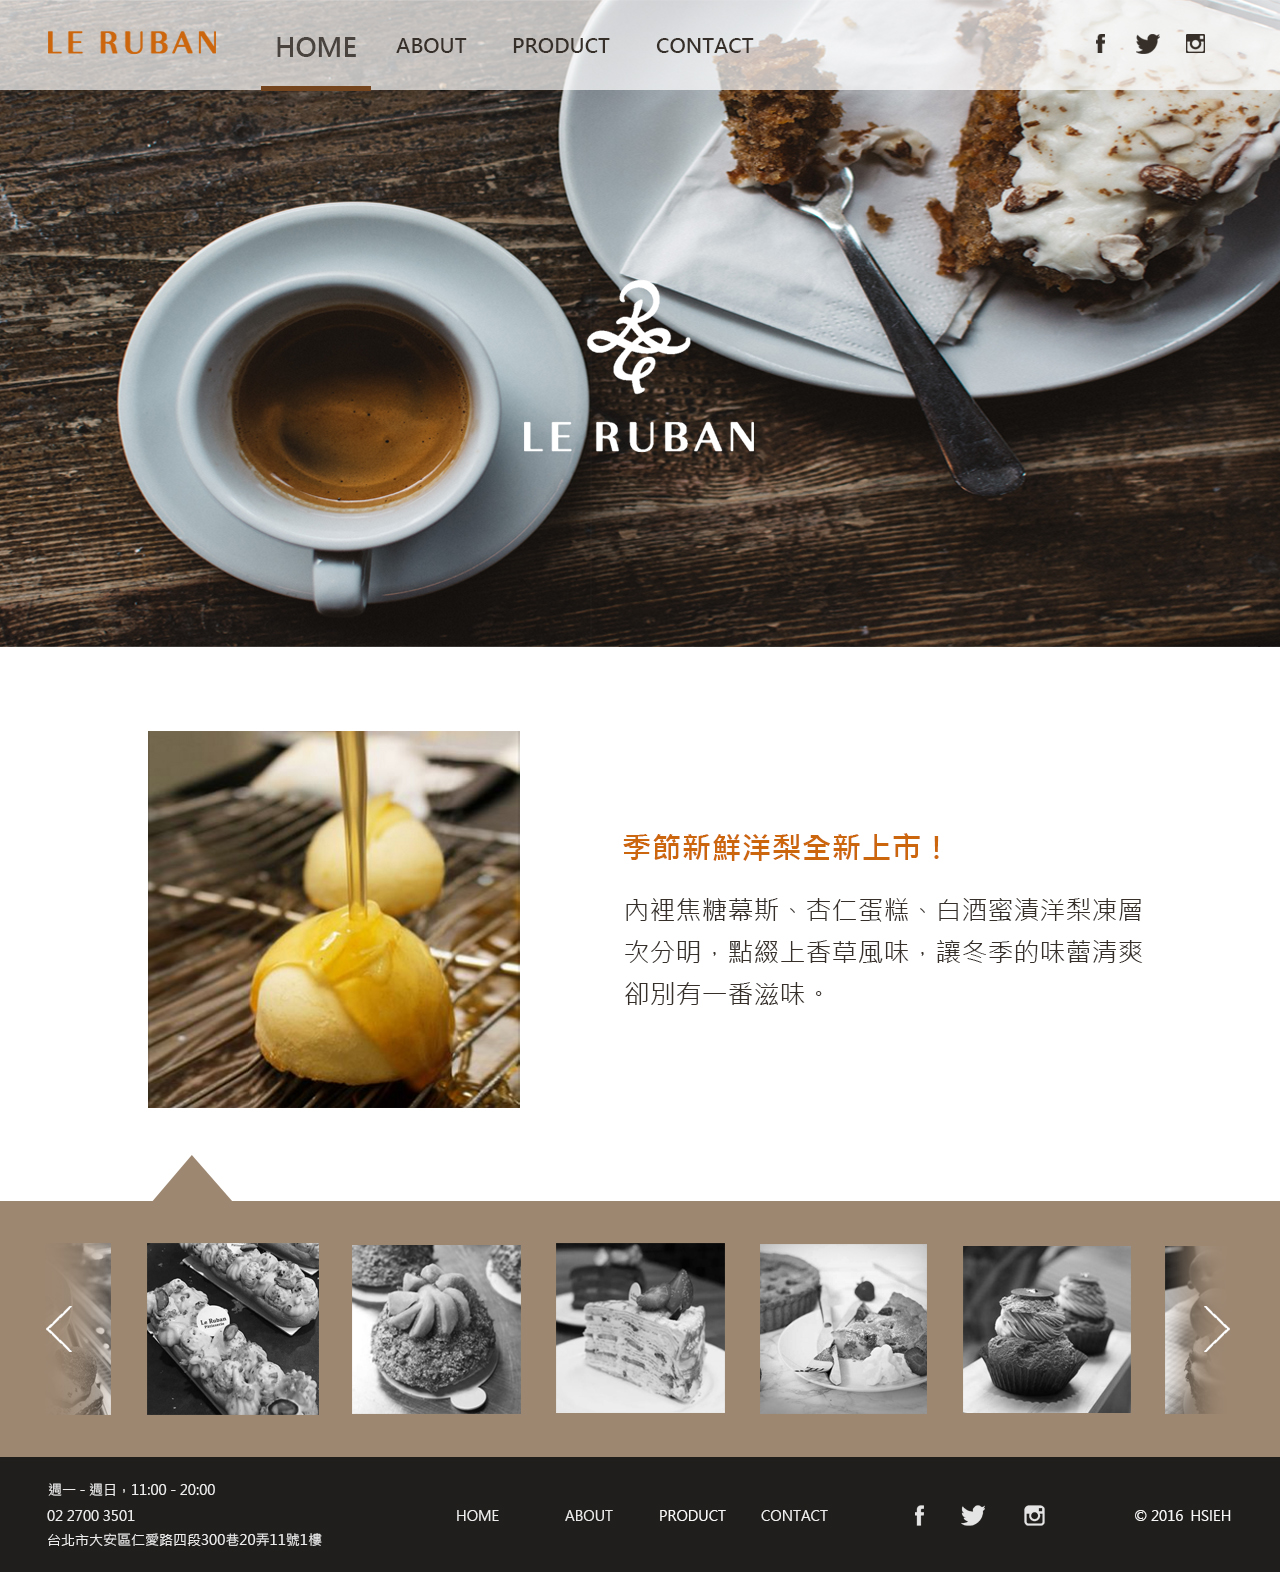 LE RUBAN
HOME ABOUT PRODUCT CONTACT
LE RUBAN
季節新鮮洋梨全新上市！
內裡焦糖幕斯、杏仁蛋糕、白酒蜜漬洋梨凍層
次分明，點綴上香草風味，讓冬季的味蕾清爽
卻別有一番滋味。
Le Ruban
Pâtisserie
週一 - 週日，11:00 - 20:00
02 2700 3501
台北市大安區仁愛路四段300巷20弄11號1樓
HOME ABOUT PRODUCT CONTACT
© 2016 HSIEH